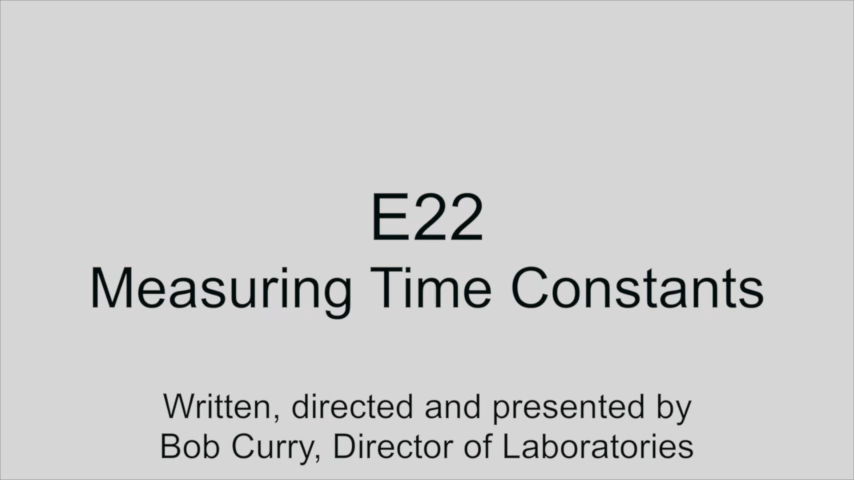 E22
Measuring Time Constants
Written, directed and presented by
Bob Curry, Director of Laboratories